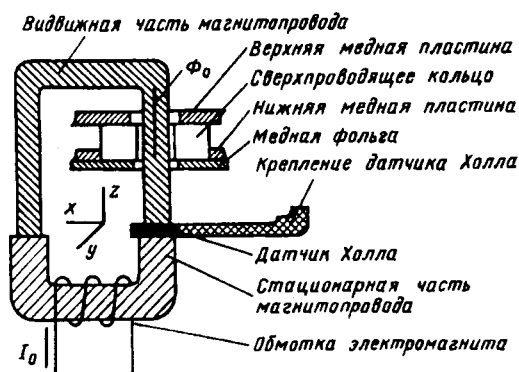 Видвижная часть магнитопровода
Верхняя медная пластина
Φ₀
Сверхпроводящее кольцо
Нижняя медная пластина
Медная фольга
Крепление датчика Холла
z
x
y
Датчик Холла
Стационарная часть
магнитопровода
I₀
Обмотка электромагнита